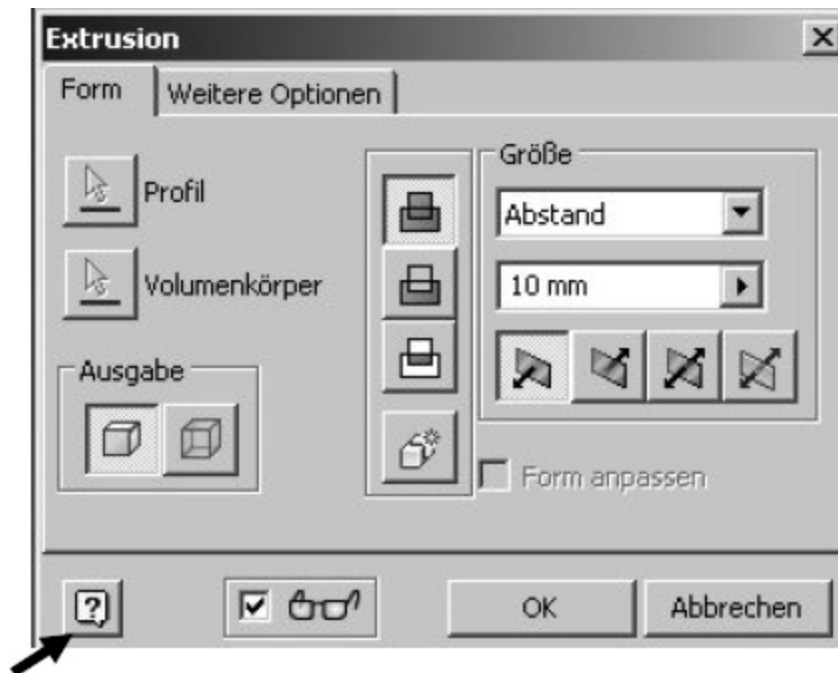 Extrusion
Form
Weitere Optionen
Profil
Volumenkörper
Ausgabe
Größe
Abstand
10 mm
Form anpassen
?
OK
Abbrechen